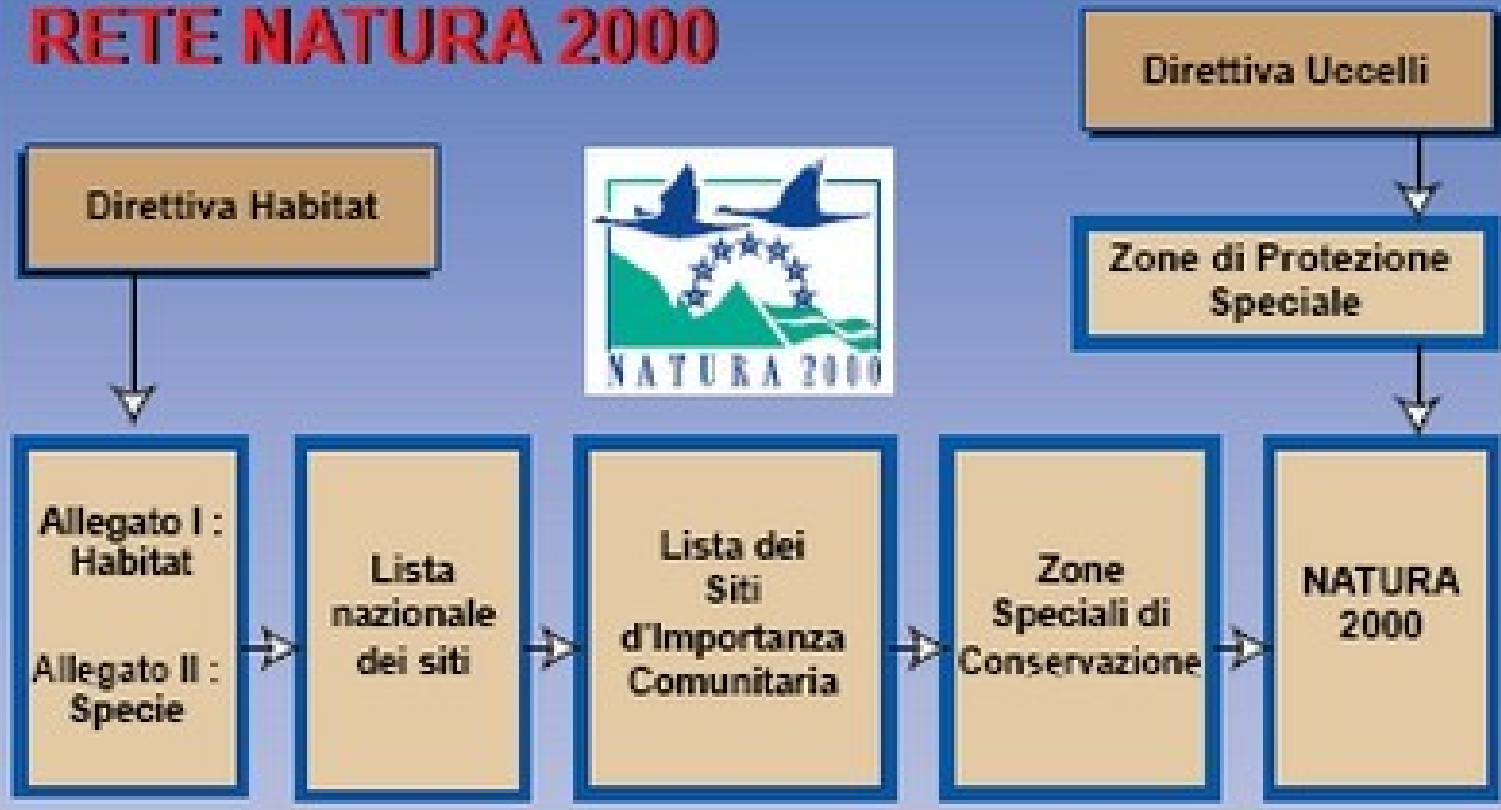 RETE NATURA 2000
Direttiva Uccelli
Direttiva Habitat
Zone di Protezione
Speciale
NATURA 2000
Allegato I :
Habitat
Allegato II :
Specie
Lista
nazionale
dei siti
Lista dei
Siti
d'Importanza
Comunitaria
Zone
Speciali di
Conservazione
NATURA
2000